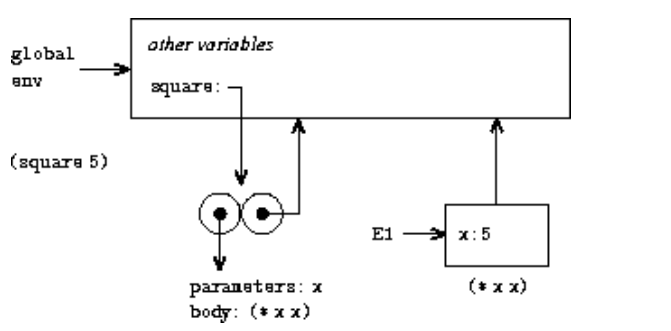 other variables
global
env
square:
(square 5)
E1
x:5
parameters: x
body: (* x x)
(* x x)